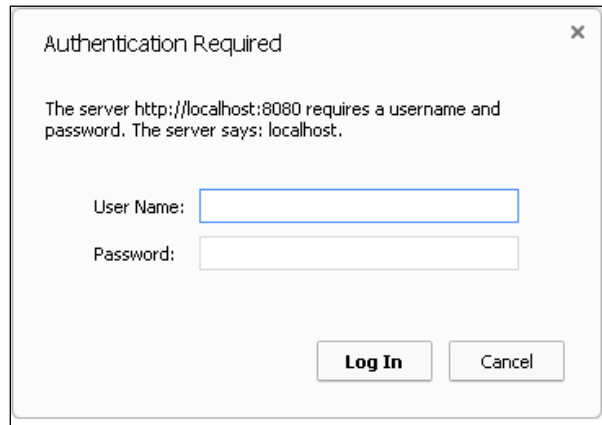 Authentication Required
The server http://localhost:8080 requires a username and
password. The server says: localhost.
User Name:
Password:
Log In Cancel